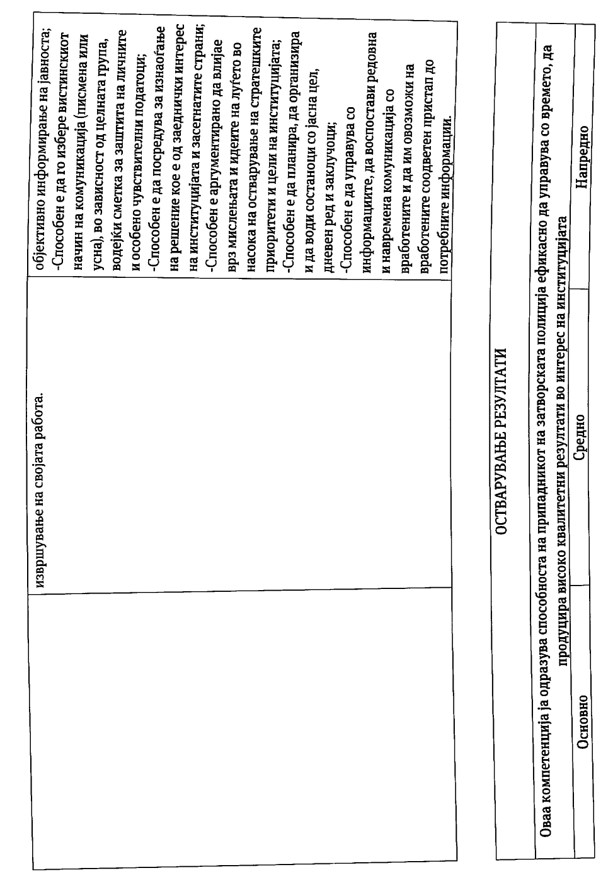 извршување на својата работа.
објективно информирање на јавноста;
-Способен е да го избере вистинскиот
начин на комуникација (писмена или
усна), во зависност од целната група,
водејќи сметка за заштита на личните
и особено чувствителни податоци;
-Способен е да посредува за изнаоѓање
на решение кое е од заеднички интерес
на институцијата и засегнатите страни;
-Способен е аргументирано да влијае
врз мислењата и идеите на луѓето во
насока на остварување на стратешките
приоритети и цели на институцијата;
-Способен е да планира, да организира
и да води состаноци со јасна цел,
дневен ред и заклучоци;
-Способен е да управува со
информациите, да воспостави редовна
и навремена комуникација со
вработените и да им овозможи на
вработените соодветен пристап до
потребните информации.
ОСТВАРУВАЊЕ РЕЗУЛТАТИ
Оваа компетенција ја одразува способноста на припадникот на затворската полиција ефикасно да управува со времето, да
продуцира високо квалитетни резултати во интерес на институцијата
Основно
Средно
Напредно